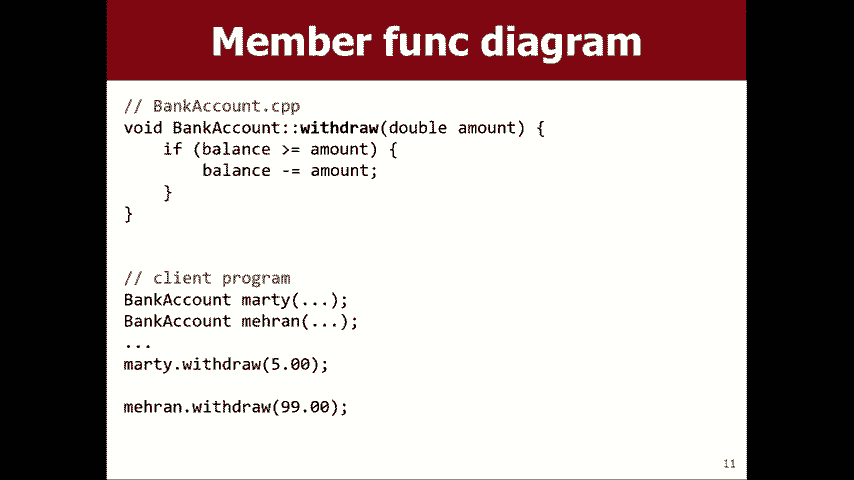 Member func diagram
// BankAccount.cpp
void BankAccount::withdraw(double amount) {
    if (balance >= amount) {
        balance -= amount;
    }
}
// client program
BankAccount marty(...);
BankAccount mehran(...);
...
marty.withdraw(5.00);
mehran.withdraw(99.00);
11